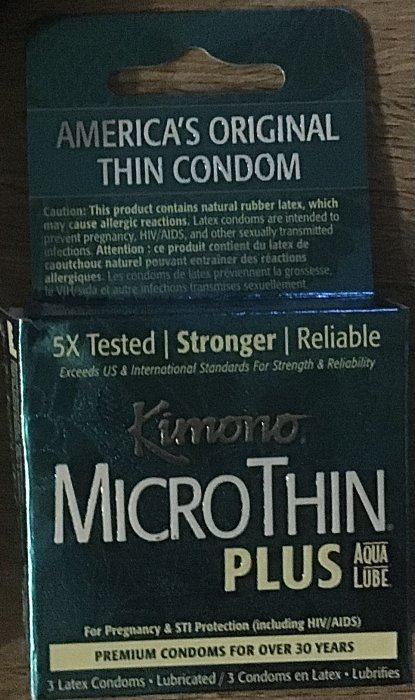 AMERICA'S ORIGINAL
THIN CONDOM
Caution: This product contains natural rubber latex, which
may cause allergic reactions. Latex condoms are intended to
prevent pregnancy, HIV/AIDS, and other sexually transmitted
infections. Attention : ce produit contient du latex de
caoutchouc naturel pouvant entraîner des réactions
allergiques. Les condoms de latex préviennent la grossesse,
le VIH/sida et autre infections transmises sexuellement.
5X Tested | Stronger | Reliable
Exceeds US & International Standards For Strength & Reliability
Kimono®
MICROTHIN®
PLUS AQUA
LUBE
For Pregnancy & STI Protection (including HIV/AIDS)
PREMIUM CONDOMS FOR OVER 30 YEARS
3 Latex Condoms • Lubricated / 3 Condoms en Latex • Lubrifiés